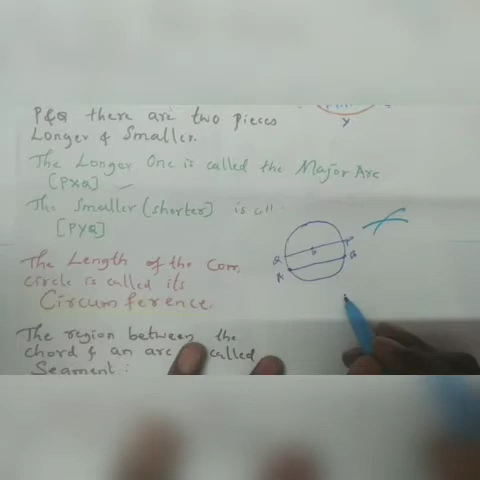 P&Q there are two pieces
Longer & Smaller.
The Longer One is called the Major Arc
[PXQ]
The Smaller (shorter) is
[PYQ]
The Length of the Com.
circle is called its
Circumference.
The region between the
chord & an arc called
Segment:
Y
P
Q
O
B
A